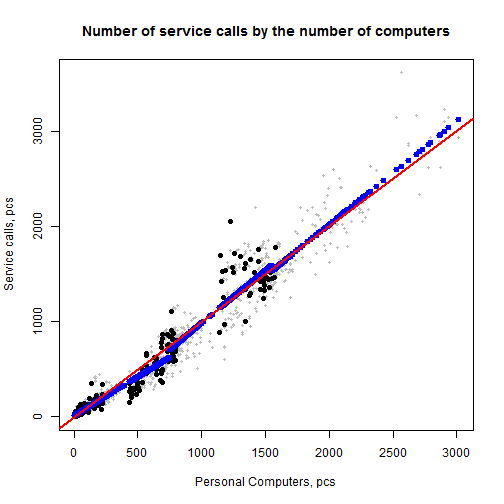 Number of service calls by the number of computers
Service calls, pcs
3000
2000
1000
0
0 500 1000 1500 2000 2500 3000
Personal Computers, pcs